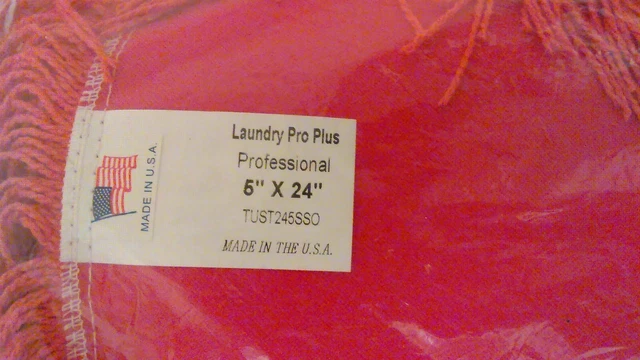 MADE IN U.S.A.
Laundry Pro Plus
Professional
5" X 24"
TUST245SSO
MADE IN THE U.S.A.